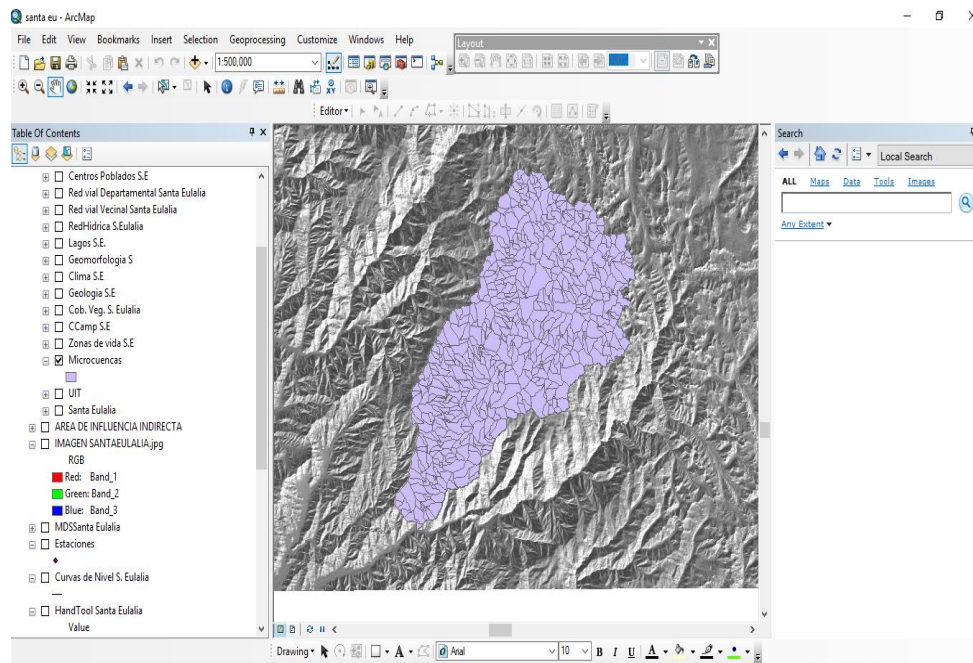 santa eu - ArcMap
File Edit View Bookmarks Insert Selection Geoprocessing Customize Windows Help
Layout
1:500,000
Editor
Table Of Contents
Centros Poblados S.E
Red vial Departamental Santa Eulalia
Red vial Vecinal Santa Eulalia
RedHidrica S.Eulalia
Lagos S.E.
Geomorfologia S
Clima S.E
Geologia S.E
Cob. Veg. S. Eulalia
CCamp S.E
Zonas de vida S.E
Microcuencas
UIT
Santa Eulalia
AREA DE INFLUENCIA INDIRECTA
IMAGEN SANTAEULALIA.jpg
RGB
Red: Band_1
Green: Band_2
Blue: Band_3
MDSSanta Eulalia
Estaciones
Curvas de Nivel S. Eulalia
HandTool Santa Eulalia
Value
Search
Local Search
ALL Maps Data Tools Images
Any Extent
Drawing A Arial 10 B I U A